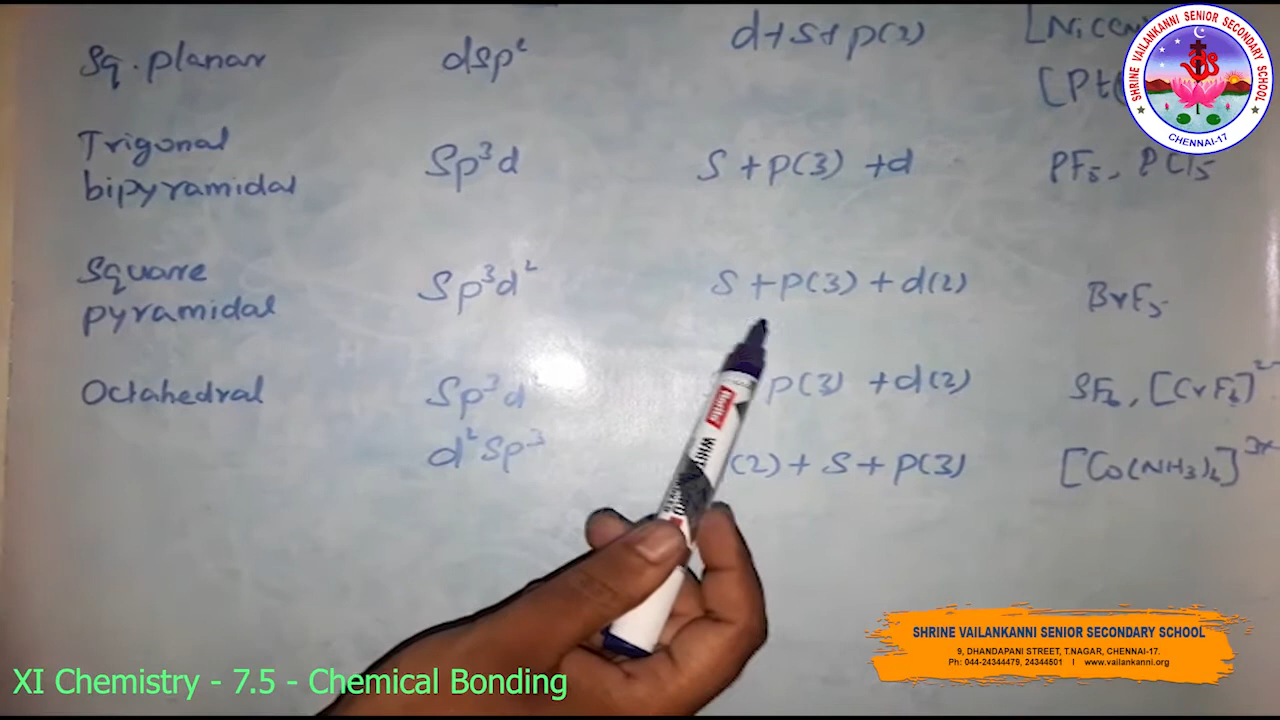 Sq. planar dsp² d+s+p(2) [Ni(CN
[Pt(
Trigonal
bipyramidal Sp³d S+p(3)+d PF₅, PCl₅
Square
pyramidal Sp³d² S+p(3)+d(2) BrF₅
Octahedral Sp³d p(3)+d(2) SF₆, [CrF₆]²⁻
d²Sp³ (2)+S+p(3) [Co(NH₃)₆]³⁺
SHRINE VAILANKANNI SENIOR SECONDARY SCHOOL
CHENNAI-17
SHRINE VAILANKANNI SENIOR SECONDARY SCHOOL
9, DHANDAPANI STREET, T.NAGAR, CHENNAI-17.
Ph: 044-24344479, 24344501 | www.vailankanni.org
XI Chemistry - 7.5 - Chemical Bonding